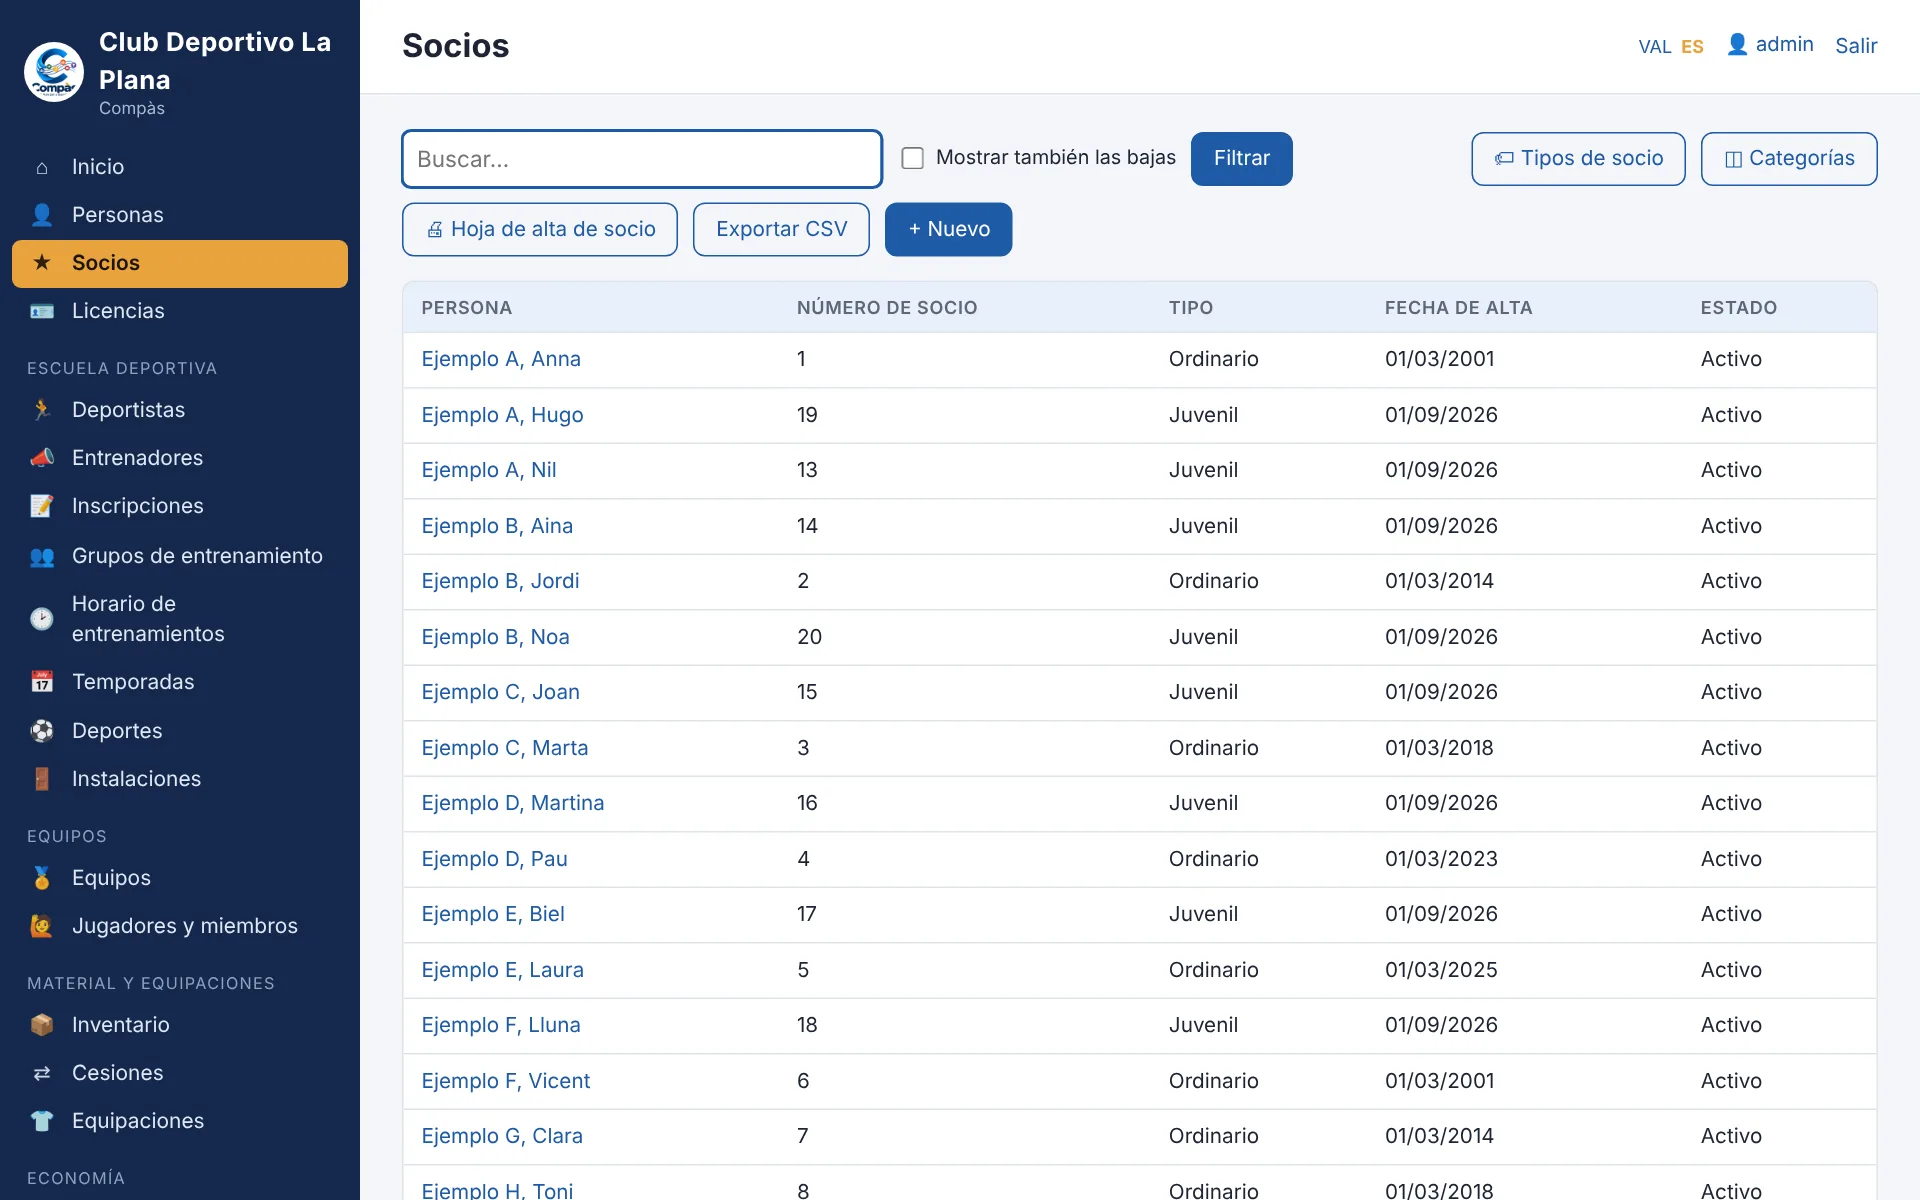 Club Deportivo La
Plana
Compàs
Inicio
Personas
Socios
Licencias
ESCUELA DEPORTIVA
Deportistas
Entrenadores
Inscripciones
Grupos de entrenamiento
Horario de
entrenamientos
Temporadas
Deportes
Instalaciones
EQUIPOS
Equipos
Jugadores y miembros
MATERIAL Y EQUIPACIONES
Inventario
Cesiones
Equipaciones
ECONOMÍA
Socios
VAL ES admin Salir
Buscar... Mostrar también las bajas Filtrar Tipos de socio Categorías
Hoja de alta de socio Exportar CSV + Nuevo
PERSONA NÚMERO DE SOCIO TIPO FECHA DE ALTA ESTADO
Ejemplo A, Anna 1 Ordinario 01/03/2001 Activo
Ejemplo A, Hugo 19 Juvenil 01/09/2026 Activo
Ejemplo A, Nil 13 Juvenil 01/09/2026 Activo
Ejemplo B, Aina 14 Juvenil 01/09/2026 Activo
Ejemplo B, Jordi 2 Ordinario 01/03/2014 Activo
Ejemplo B, Noa 20 Juvenil 01/09/2026 Activo
Ejemplo C, Joan 15 Juvenil 01/09/2026 Activo
Ejemplo C, Marta 3 Ordinario 01/03/2018 Activo
Ejemplo D, Martina 16 Juvenil 01/09/2026 Activo
Ejemplo D, Pau 4 Ordinario 01/03/2023 Activo
Ejemplo E, Biel 17 Juvenil 01/09/2026 Activo
Ejemplo E, Laura 5 Ordinario 01/03/2025 Activo
Ejemplo F, Lluna 18 Juvenil 01/09/2026 Activo
Ejemplo F, Vicent 6 Ordinario 01/03/2001 Activo
Ejemplo G, Clara 7 Ordinario 01/03/2014 Activo
Ejemplo H, Toni 8 Ordinario 01/03/2018 Activo